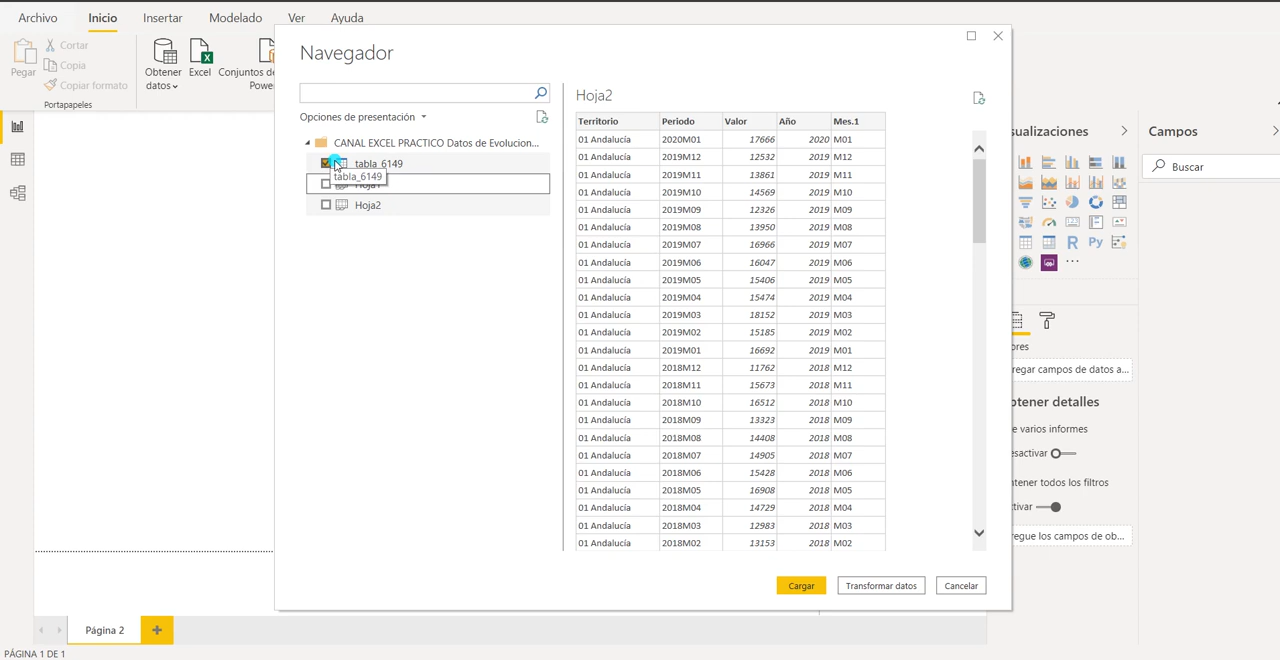 Archivo Inicio Insertar Modelado Ver Ayuda
Pegar
Cortar
Copia
Copiar formato
Portapapeles
Obtener datos
Excel
Conjuntos de
Power
Navegador
Opciones de presentación
CANAL EXCEL PRACTICO Datos de Evolucion...
tabla_6149
tabla_6149
Hoja1
Hoja2
Hoja2
Territorio Periodo Valor Año Mes.1
01 Andalucía 2020M01 17666 2020 M01
01 Andalucía 2019M12 12532 2019 M12
01 Andalucía 2019M11 13861 2019 M11
01 Andalucía 2019M10 14569 2019 M10
01 Andalucía 2019M09 12326 2019 M09
01 Andalucía 2019M08 13950 2019 M08
01 Andalucía 2019M07 16966 2019 M07
01 Andalucía 2019M06 16047 2019 M06
01 Andalucía 2019M05 15406 2019 M05
01 Andalucía 2019M04 15474 2019 M04
01 Andalucía 2019M03 18152 2019 M03
01 Andalucía 2019M02 15185 2019 M02
01 Andalucía 2019M01 16692 2019 M01
01 Andalucía 2018M12 11762 2018 M12
01 Andalucía 2018M11 15673 2018 M11
01 Andalucía 2018M10 16512 2018 M10
01 Andalucía 2018M09 13323 2018 M09
01 Andalucía 2018M08 14408 2018 M08
01 Andalucía 2018M07 14905 2018 M07
01 Andalucía 2018M06 15428 2018 M06
01 Andalucía 2018M05 16908 2018 M05
01 Andalucía 2018M04 14729 2018 M04
01 Andalucía 2018M03 12983 2018 M03
01 Andalucía 2018M02 13153 2018 M02
Cargar Transformar datos Cancelar
sualizaciones
R Py
...
ores
regar campos de datos a...
btener detalles
e varios informes
esactivar
ntener todos los filtros
tivar
regue los campos de ob...
Campos
Buscar
Página 2
PÁGINA 1 DE 1